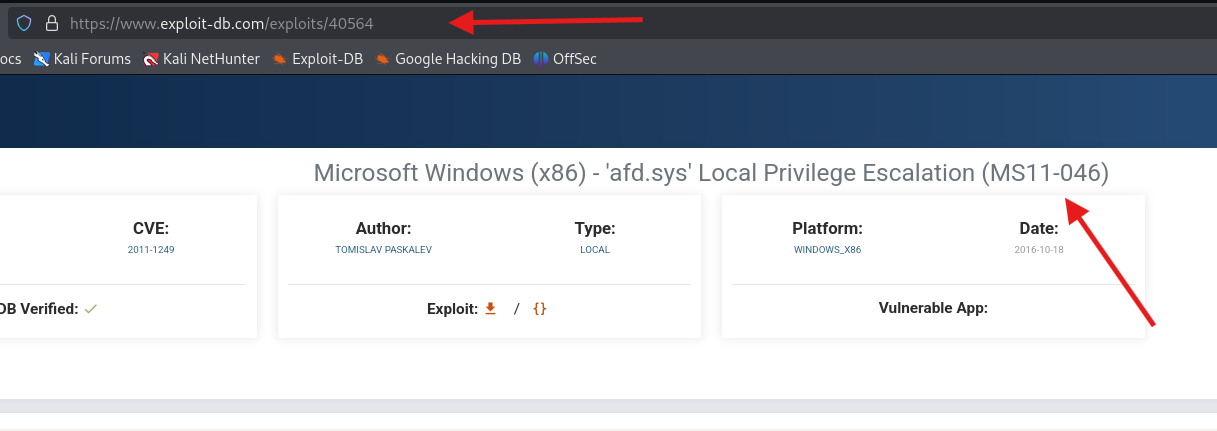 https://www.exploit-db.com/exploits/40564
ocs Kali Forums Kali NetHunter Exploit-DB Google Hacking DB OffSec
Microsoft Windows (x86) - 'afd.sys' Local Privilege Escalation (MS11-046)
CVE: Author: Type: Platform: Date:
2011-1249 TOMISLAV PASKALEV LOCAL WINDOWS_X86 2016-10-18
DB Verified: Exploit: / {} Vulnerable App: